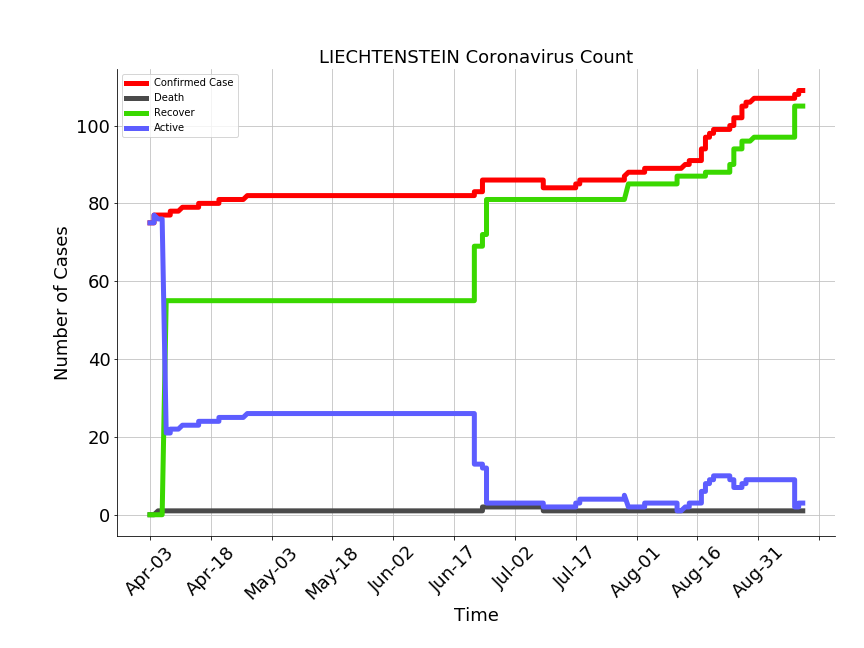 LIECHTENSTEIN Coronavirus Count
Confirmed Case
Death
Recover
Active
Number of Cases
100
80
60
40
20
0
Apr-03
Apr-18
May-03
May-18
Jun-02
Jun-17
Jul-02
Jul-17
Aug-01
Aug-16
Aug-31
Time